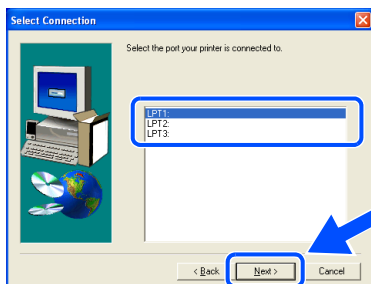 Select Connection
Select the port your printer is connected to.
LPT1:
LPT2:
LPT3:
< Back
Next >
Cancel